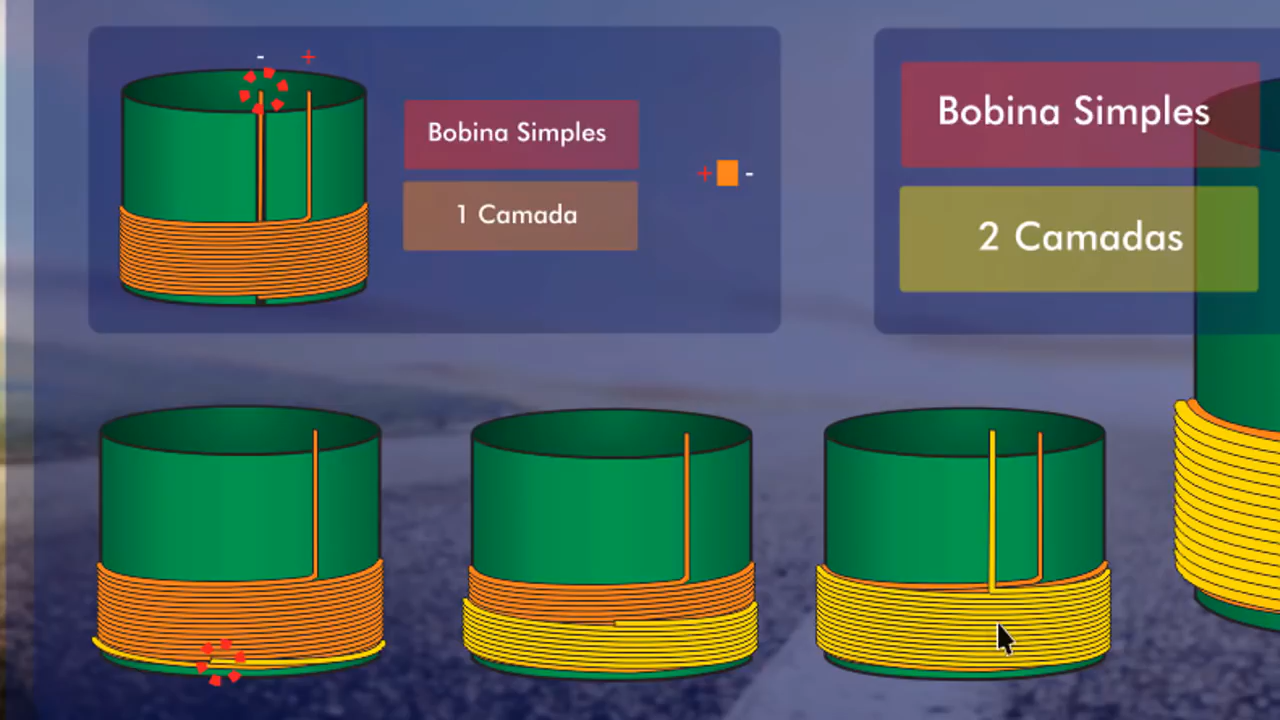 - +
Bobina Simples
1 Camada
+ -
Bobina Simples
2 Camadas